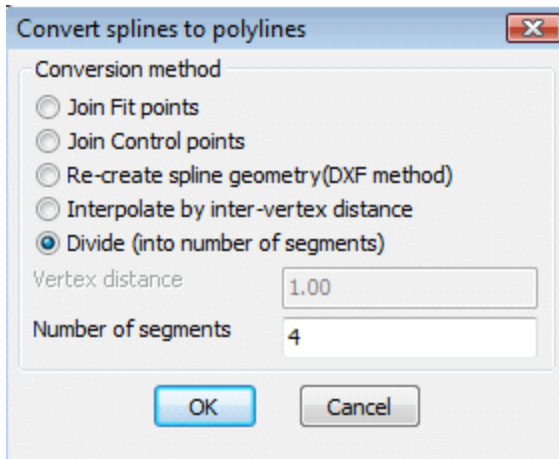 Convert splines to polylines
Conversion method
Join Fit points
Join Control points
Re-create spline geometry(DXF method)
Interpolate by inter-vertex distance
Divide (into number of segments)
Vertex distance 1.00
Number of segments 4
OK Cancel